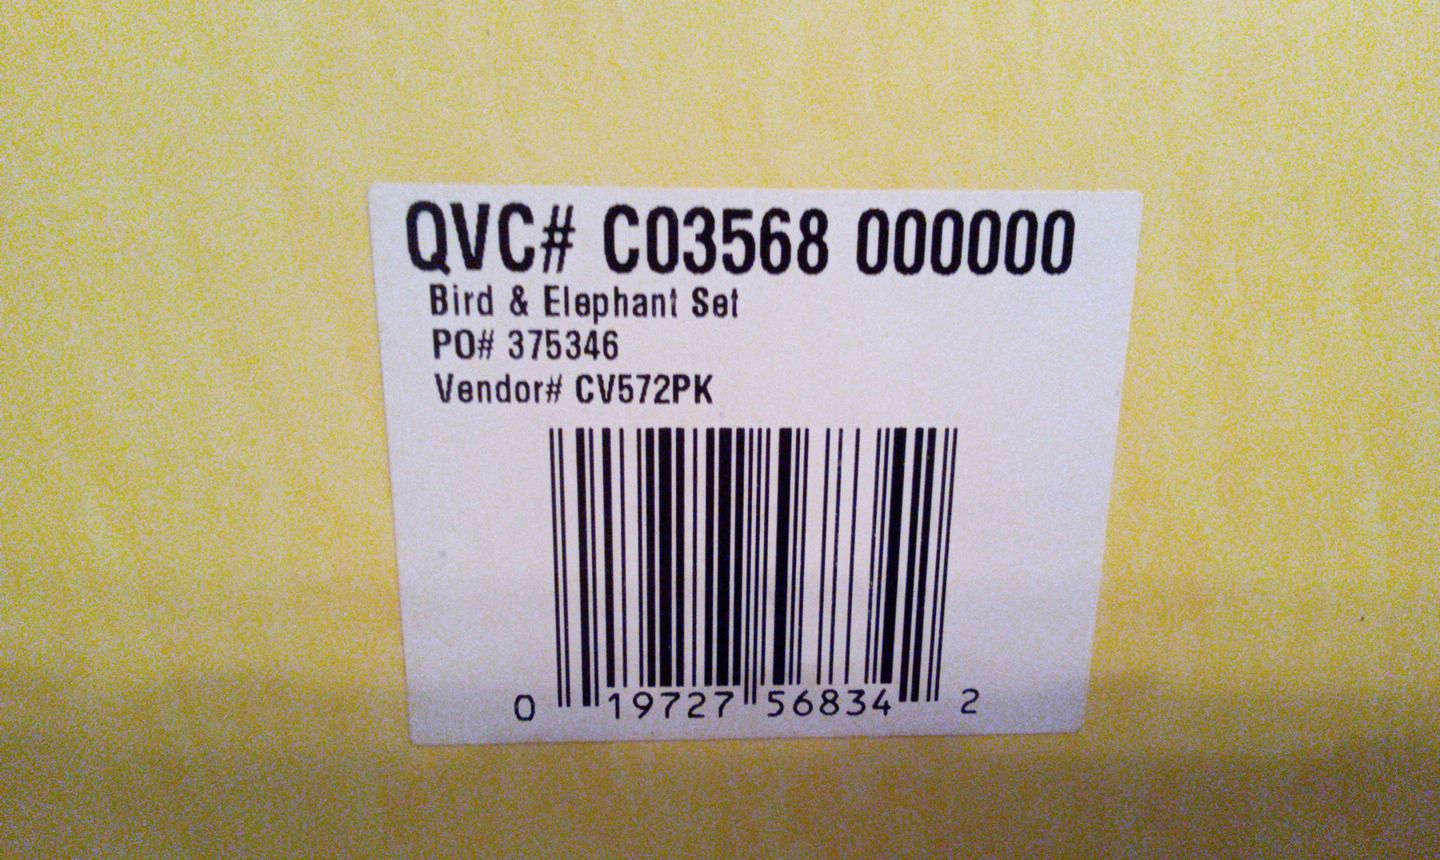 QVC# C03568 000000
Bird & Elephant Set
PO# 375346
Vendor# CV572PK
0 19727 56834 2